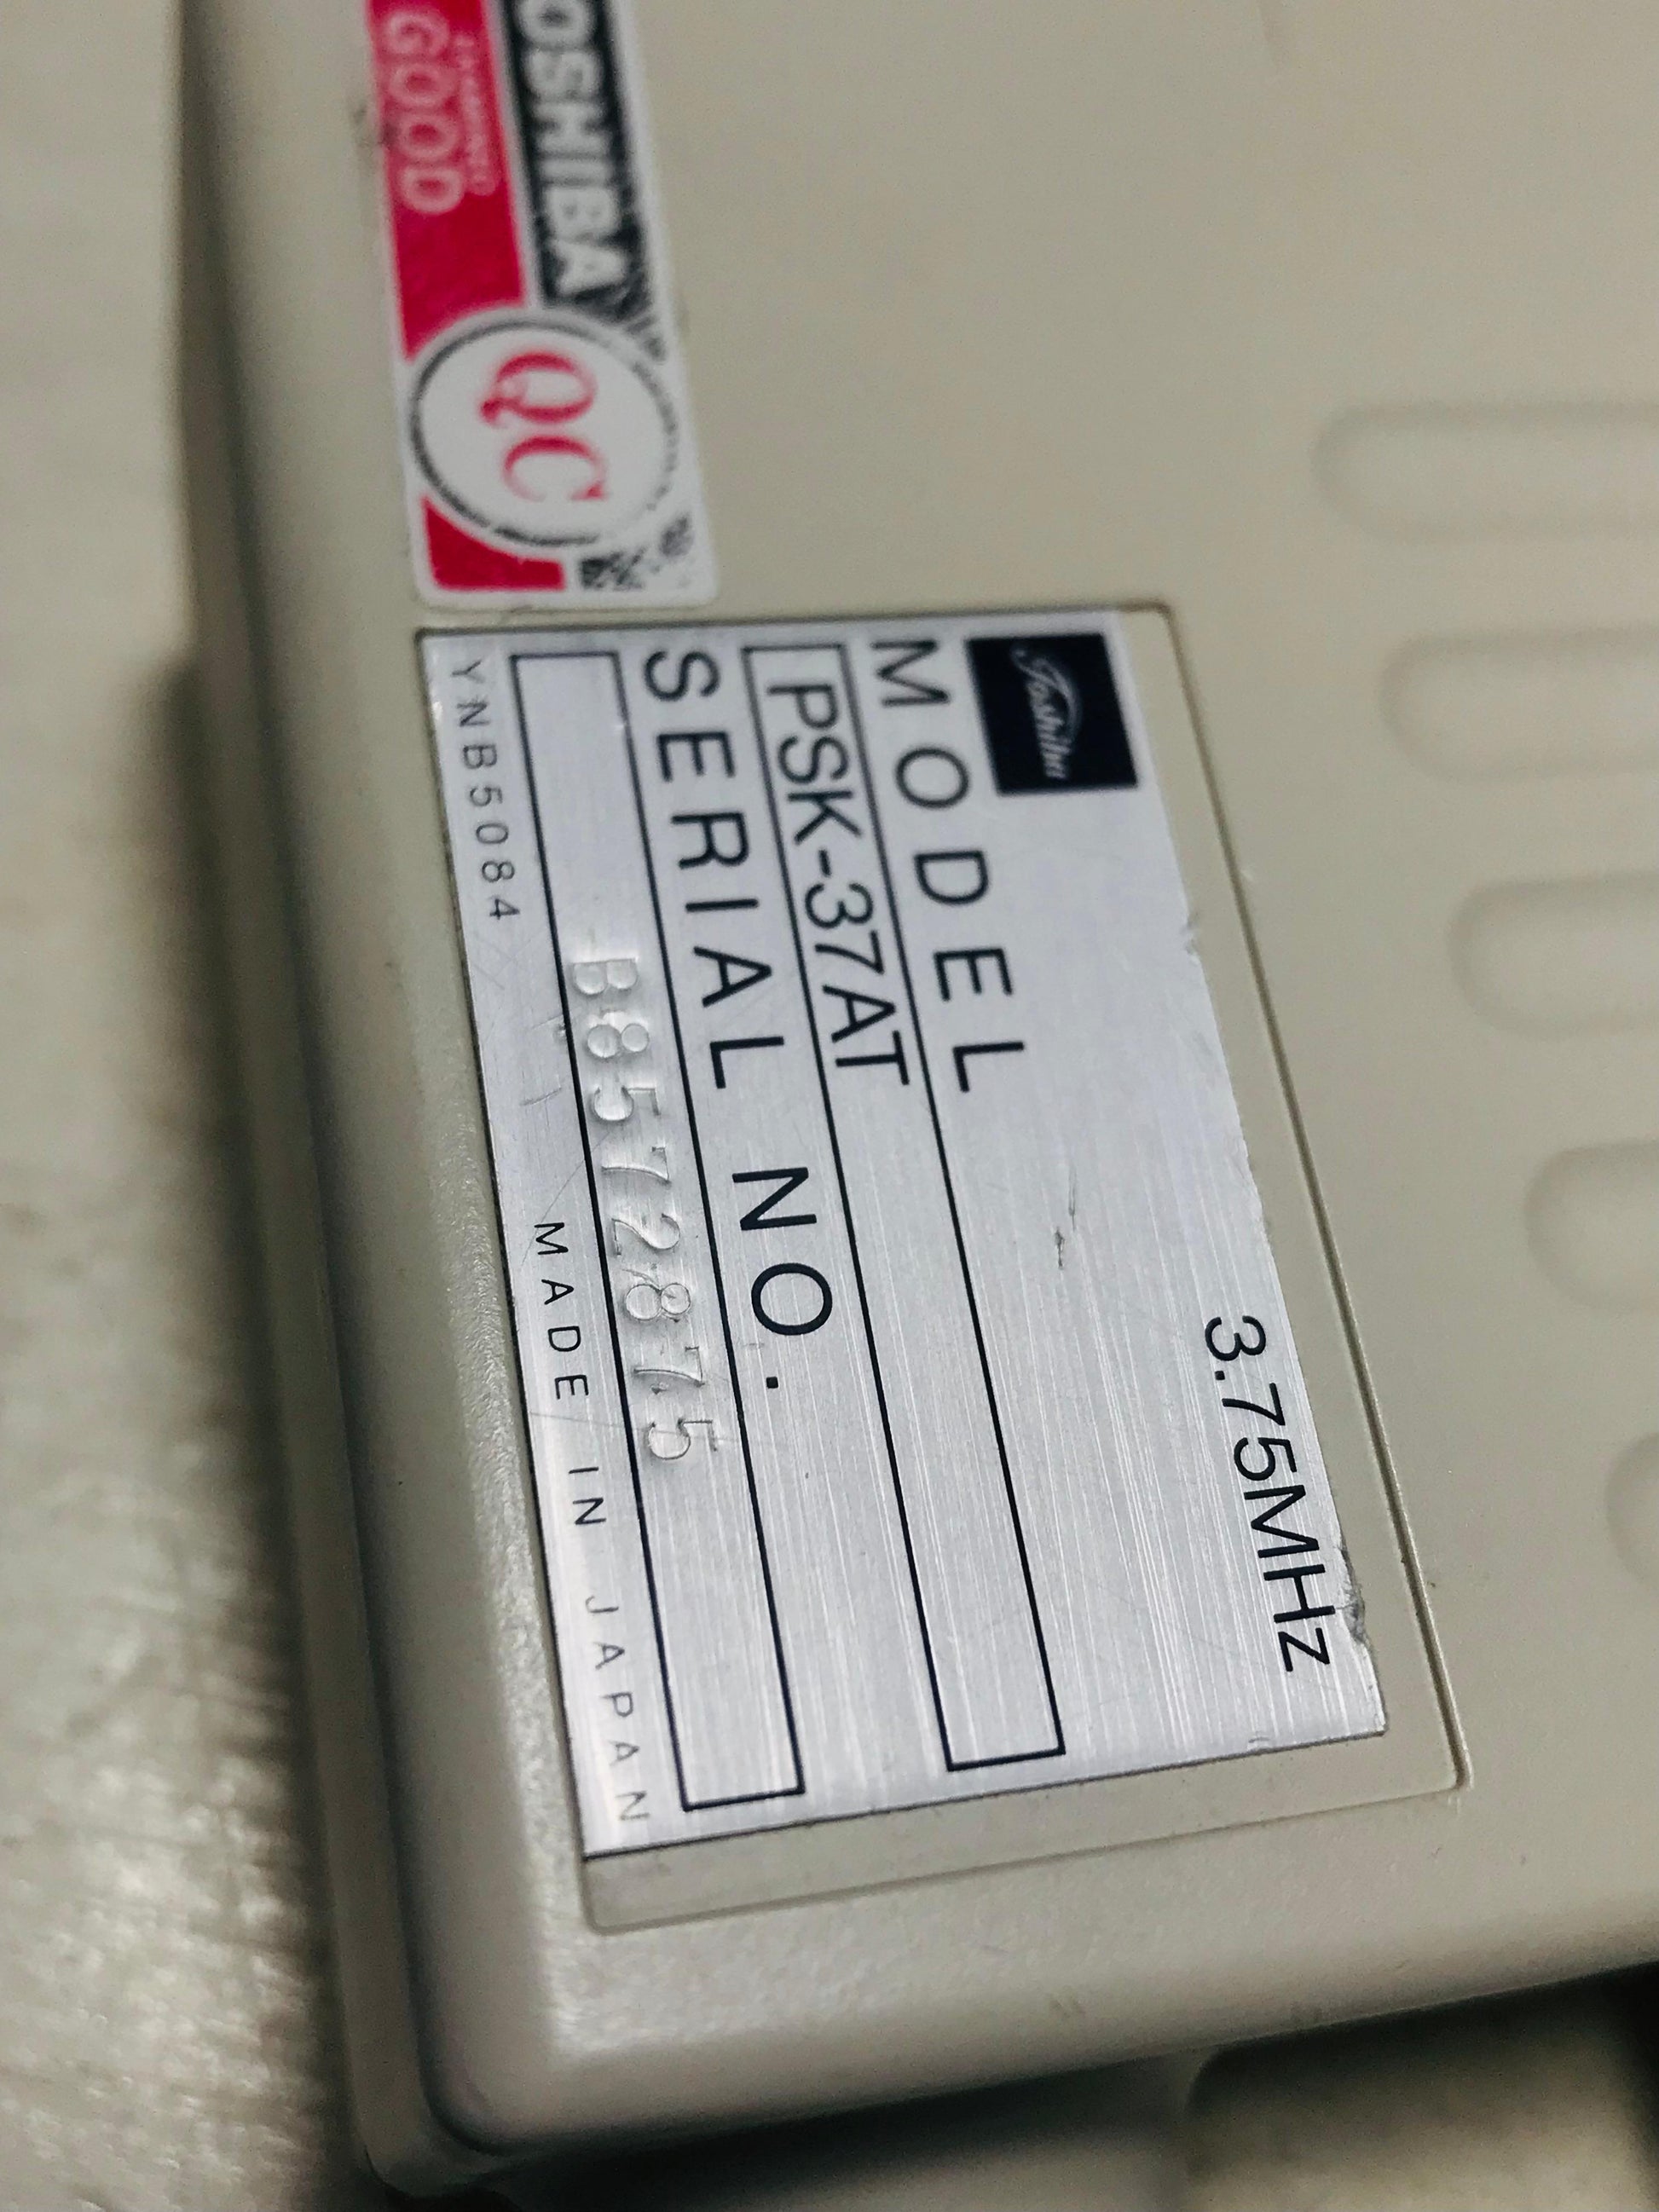 OSHIBA
GOOD
QC
Toshiba
3.75MHz
MODEL
PSK-37AT
SERIAL NO.
B8572875
YNB5084 MADE IN JAPAN